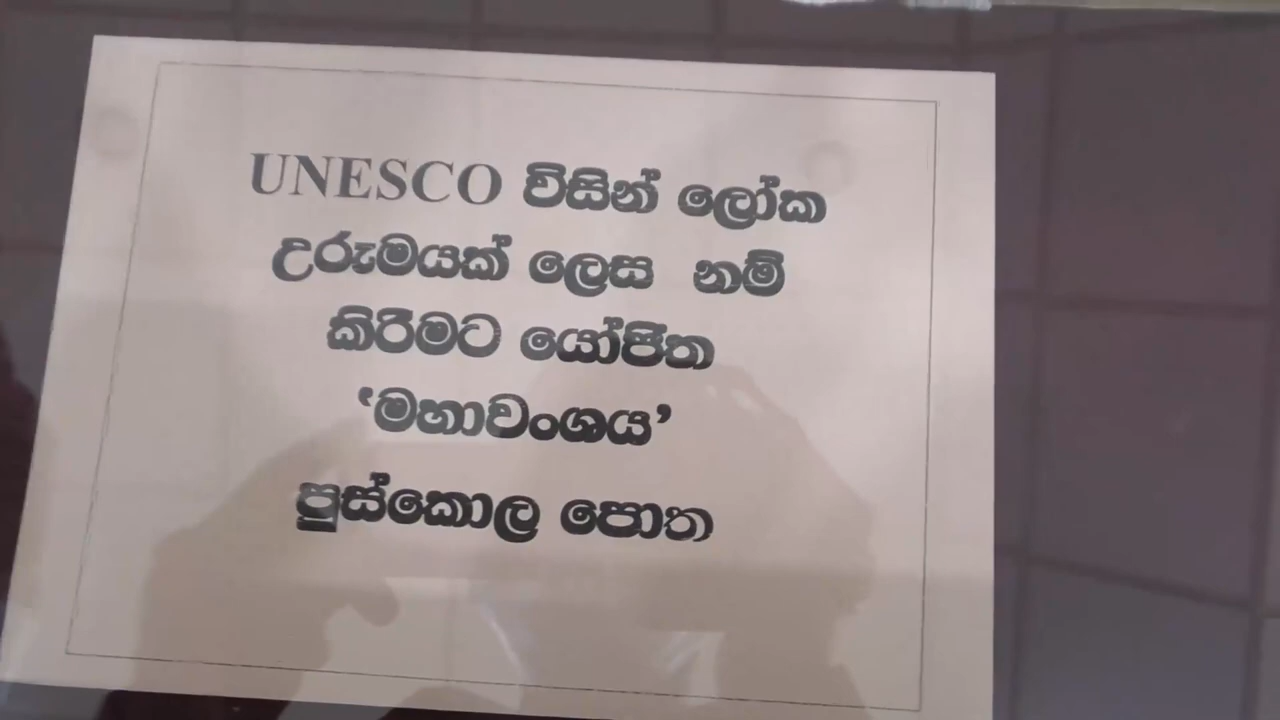 UNESCO විසින් ලෝක
උරුමයක් ලෙස නම්
කිරීමට යෝජිත
‘මහාවංශය’
පුස්කොල පොත